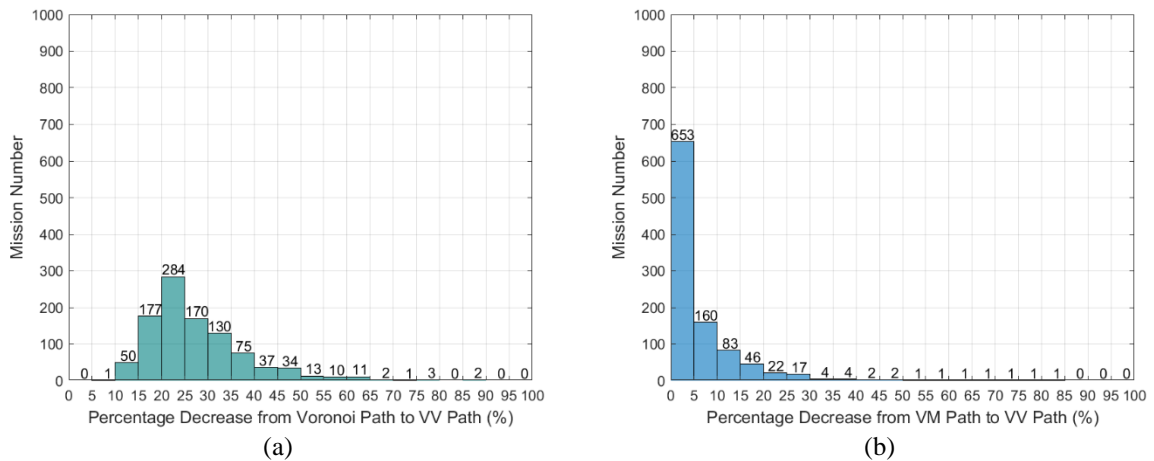 1000
900
800
700
600
500
400
300
200
100
0
Mission Number
0 1 50 177 284 170 130 75 37 34 13 10 11 2 1 3 0 2 0 0
0 5 10 15 20 25 30 35 40 45 50 55 60 65 70 75 80 85 90 95 100
Percentage Decrease from Voronoi Path to VV Path (%)
(a)
1000
900
800
700
600
500
400
300
200
100
0
Mission Number
653 160 83 46 22 17 4 4 2 2 1 1 1 1 1 1 1 0 0 0
0 5 10 15 20 25 30 35 40 45 50 55 60 65 70 75 80 85 90 95 100
Percentage Decrease from VM Path to VV Path (%)
(b)